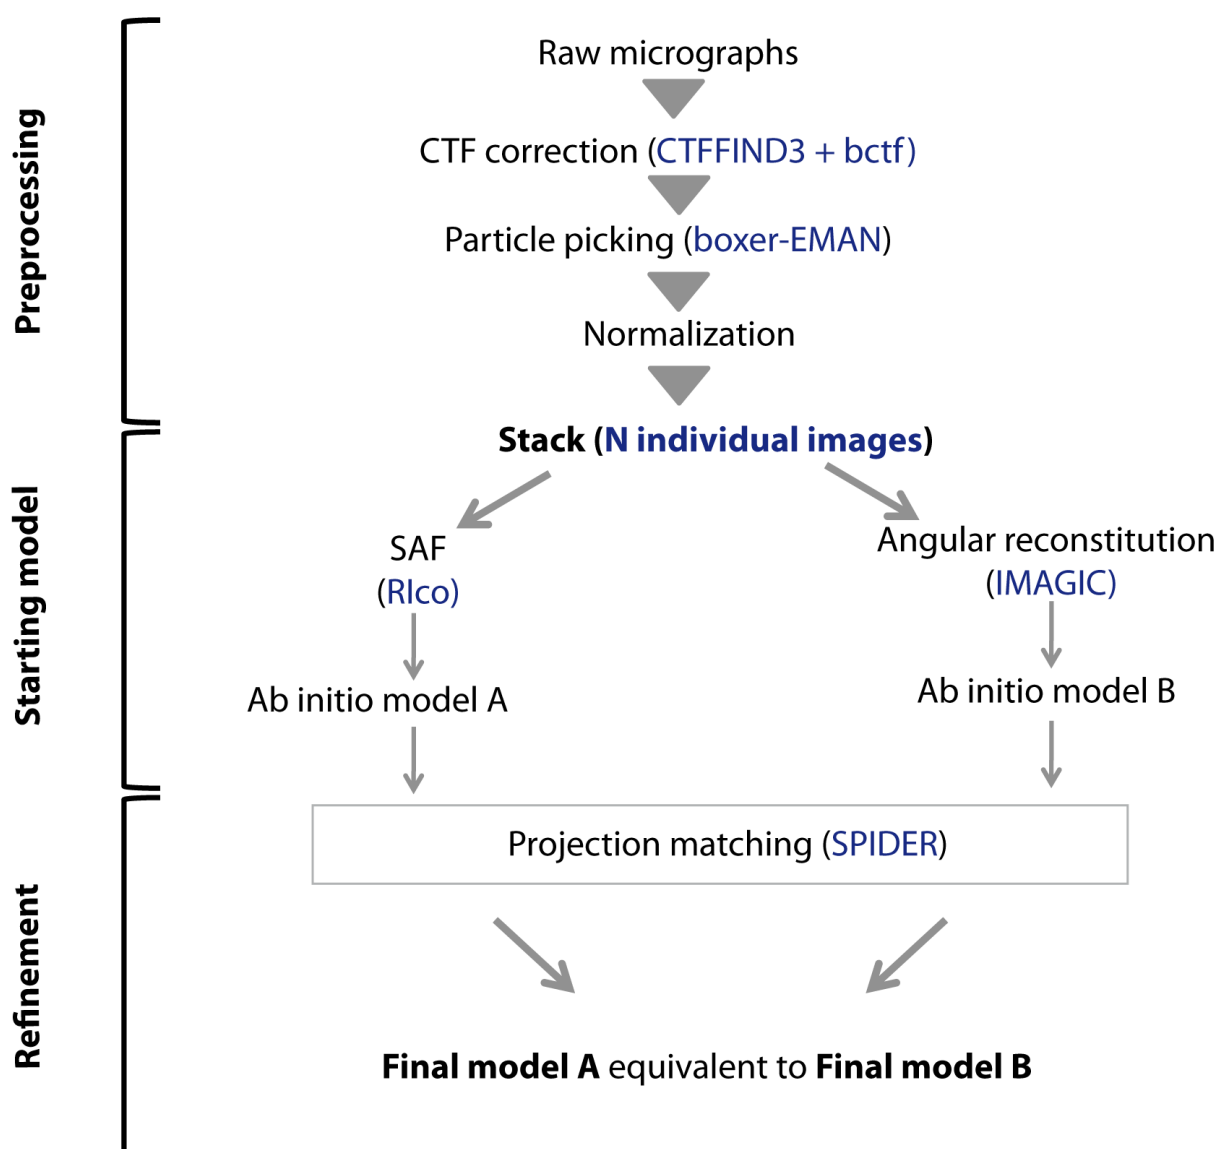 Preprocessing
Raw micrographs
CTF correction (CTFFIND3 + bctf)
Particle picking (boxer-EMAN)
Normalization
Starting model
Stack (N individual images)
SAF
(RIco)
Angular reconstitution
(IMAGIC)
Ab initio model A
Ab initio model B
Refinement
Projection matching (SPIDER)
Final model A equivalent to Final model B